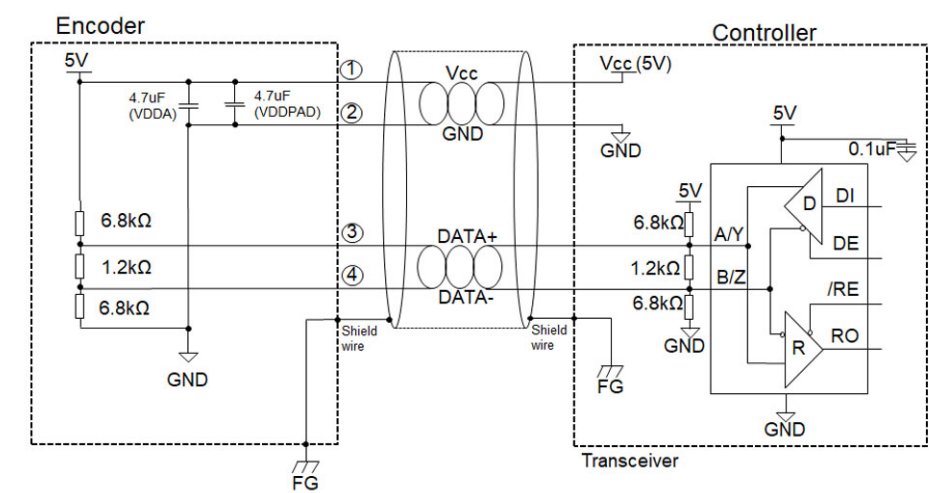 Encoder
Controller
5V
4.7uF
(VDDA)
4.7uF
(VDDPAD)
①
②
Vcc
GND
Vcc (5V)
GND
5V
0.1uF
6.8kΩ
1.2kΩ
6.8kΩ
GND
③
④
DATA+
DATA-
5V
6.8kΩ
1.2kΩ
6.8kΩ
GND
A/Y
B/Z
D
DI
DE
/RE
R
RO
GND
Shield
wire
Shield
wire
FG
FG
Transceiver